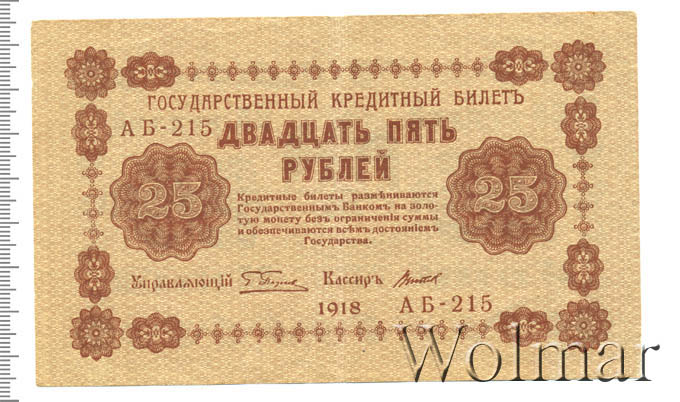 ГОСУДАРСТВЕННЫЙ КРЕДИТНЫЙ БИЛЕТЪ
АБ-215 ДВАДЦАТЬ ПЯТЬ
РУБЛЕЙ
25
25
Кредитные билеты размѣниваются
Государственнымъ Банкомъ на золо-
тую монету безъ ограниченія суммы
и обезпечиваются всѣмъ достояніемъ
Государства.
Управляющій Кассиръ
1918 АБ-215
Wolmar